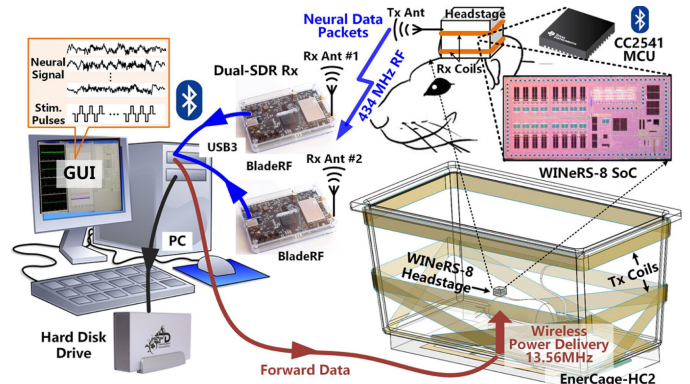 Neural
Signal
Stim.
Pulses
GUI
PC
Hard Disk
Drive
Dual-SDR Rx
Rx Ant #1
USB3
BladeRF
Rx Ant #2
BladeRF
Neural Data
Packets
434 MHz RF
Tx Ant
Headstage
Rx Coils
CC2541
MCU
WINeRS-8 SoC
WINeRS-8
Headstage
Tx Coils
Wireless
Power Delivery
13.56MHz
Forward Data
EnerCage-HC2